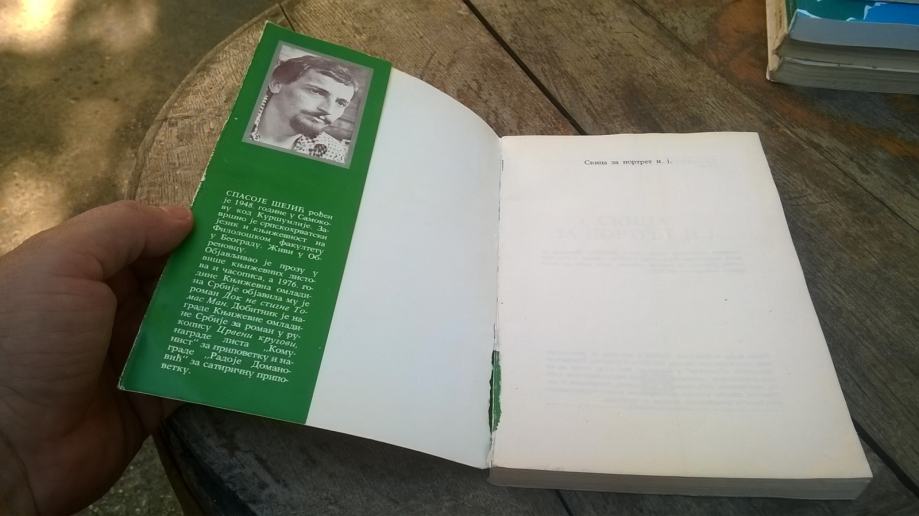 СПАСОЈЕ ШЕЈИЋ рођен
је 1948 године у Самоко-
ву код Куршумлије. За-
вршио је српскохрватски
језик и књижевност на
Филолошком факултету
у Београду. Живи у Об-
реновцу.
Објављивао је прозу у
више књижевних листо-
ва и часописа, а 1976. го-
дине Књижевна омлади-
на Србије објавила му је
роман Док не стигне То-
мас Ман. Добитник је на-
граде Књижевне омлади-
не Србије за роман у ру-
копису Црвени кругови,
награде листа „Кому-
нист“ за приповетку и на-
граде „Радоје Домано-
вић“ за сатиричну припо-
ветку.
Скица за портрет и. ј.